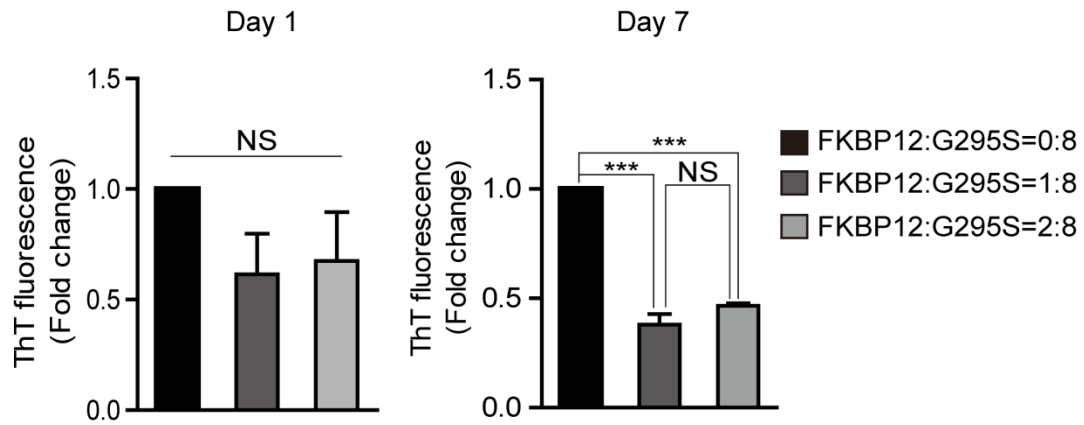 Day 1
Day 7
ThT fluorescence
(Fold change)
1.5
1.0
0.5
0.0
NS
ThT fluorescence
(Fold change)
1.5
1.0
0.5
0.0
***
***
NS
FKBP12:G295S=0:8
FKBP12:G295S=1:8
FKBP12:G295S=2:8